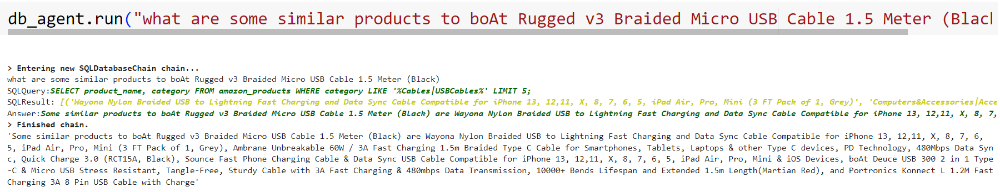 db_agent.run("what are some similar products to boAt Rugged v3 Braided Micro USB Cable 1.5 Meter (Blac
> Entering new SQLDatabaseChain chain...
what are some similar products to boAt Rugged v3 Braided Micro USB Cable 1.5 Meter (Black)
SQLQuery:SELECT product_name, category FROM amazon_products WHERE category LIKE '%Cables|USBCables%' LIMIT 5;
SQLResult: [('Wayona Nylon Braided USB to Lightning Fast Charging and Data Sync Cable Compatible for iPhone 13, 12,11, X, 8, 7, 6, 5, iPad Air, Pro, Mini (3 FT Pack of 1, Grey)', 'Computers&Accessories|Acce
Answer:Some similar products to boAt Rugged v3 Braided Micro USB Cable 1.5 Meter (Black) are Wayona Nylon Braided USB to Lightning Fast Charging and Data Sync Cable Compatible for iPhone 13, 12,11, X, 8, 7,
> Finished chain.
'Some similar products to boAt Rugged v3 Braided Micro USB Cable 1.5 Meter (Black) are Wayona Nylon Braided USB to Lightning Fast Charging and Data Sync Cable Compatible for iPhone 13, 12,11, X, 8, 7, 6,
5, iPad Air, Pro, Mini (3 FT Pack of 1, Grey), Ambrane Unbreakable 60W / 3A Fast Charging 1.5m Braided Type C Cable for Smartphones, Tablets, Laptops & other Type C devices, PD Technology, 480Mbps Data Syn
c, Quick Charge 3.0 (RCT15A, Black), Sounce Fast Phone Charging Cable & Data Sync USB Cable Compatible for iPhone 13, 12,11, X, 8, 7, 6, 5, iPad Air, Pro, Mini & iOS Devices, boAt Deuce USB 300 2 in 1 Type
-C & Micro USB Stress Resistant, Tangle-Free, Sturdy Cable with 3A Fast Charging & 480mbps Data Transmission, 10000+ Bends Lifespan and Extended 1.5m Length(Martian Red), and Portronics Konnect L 1.2M Fast
Charging 3A 8 Pin USB Cable with Charge'